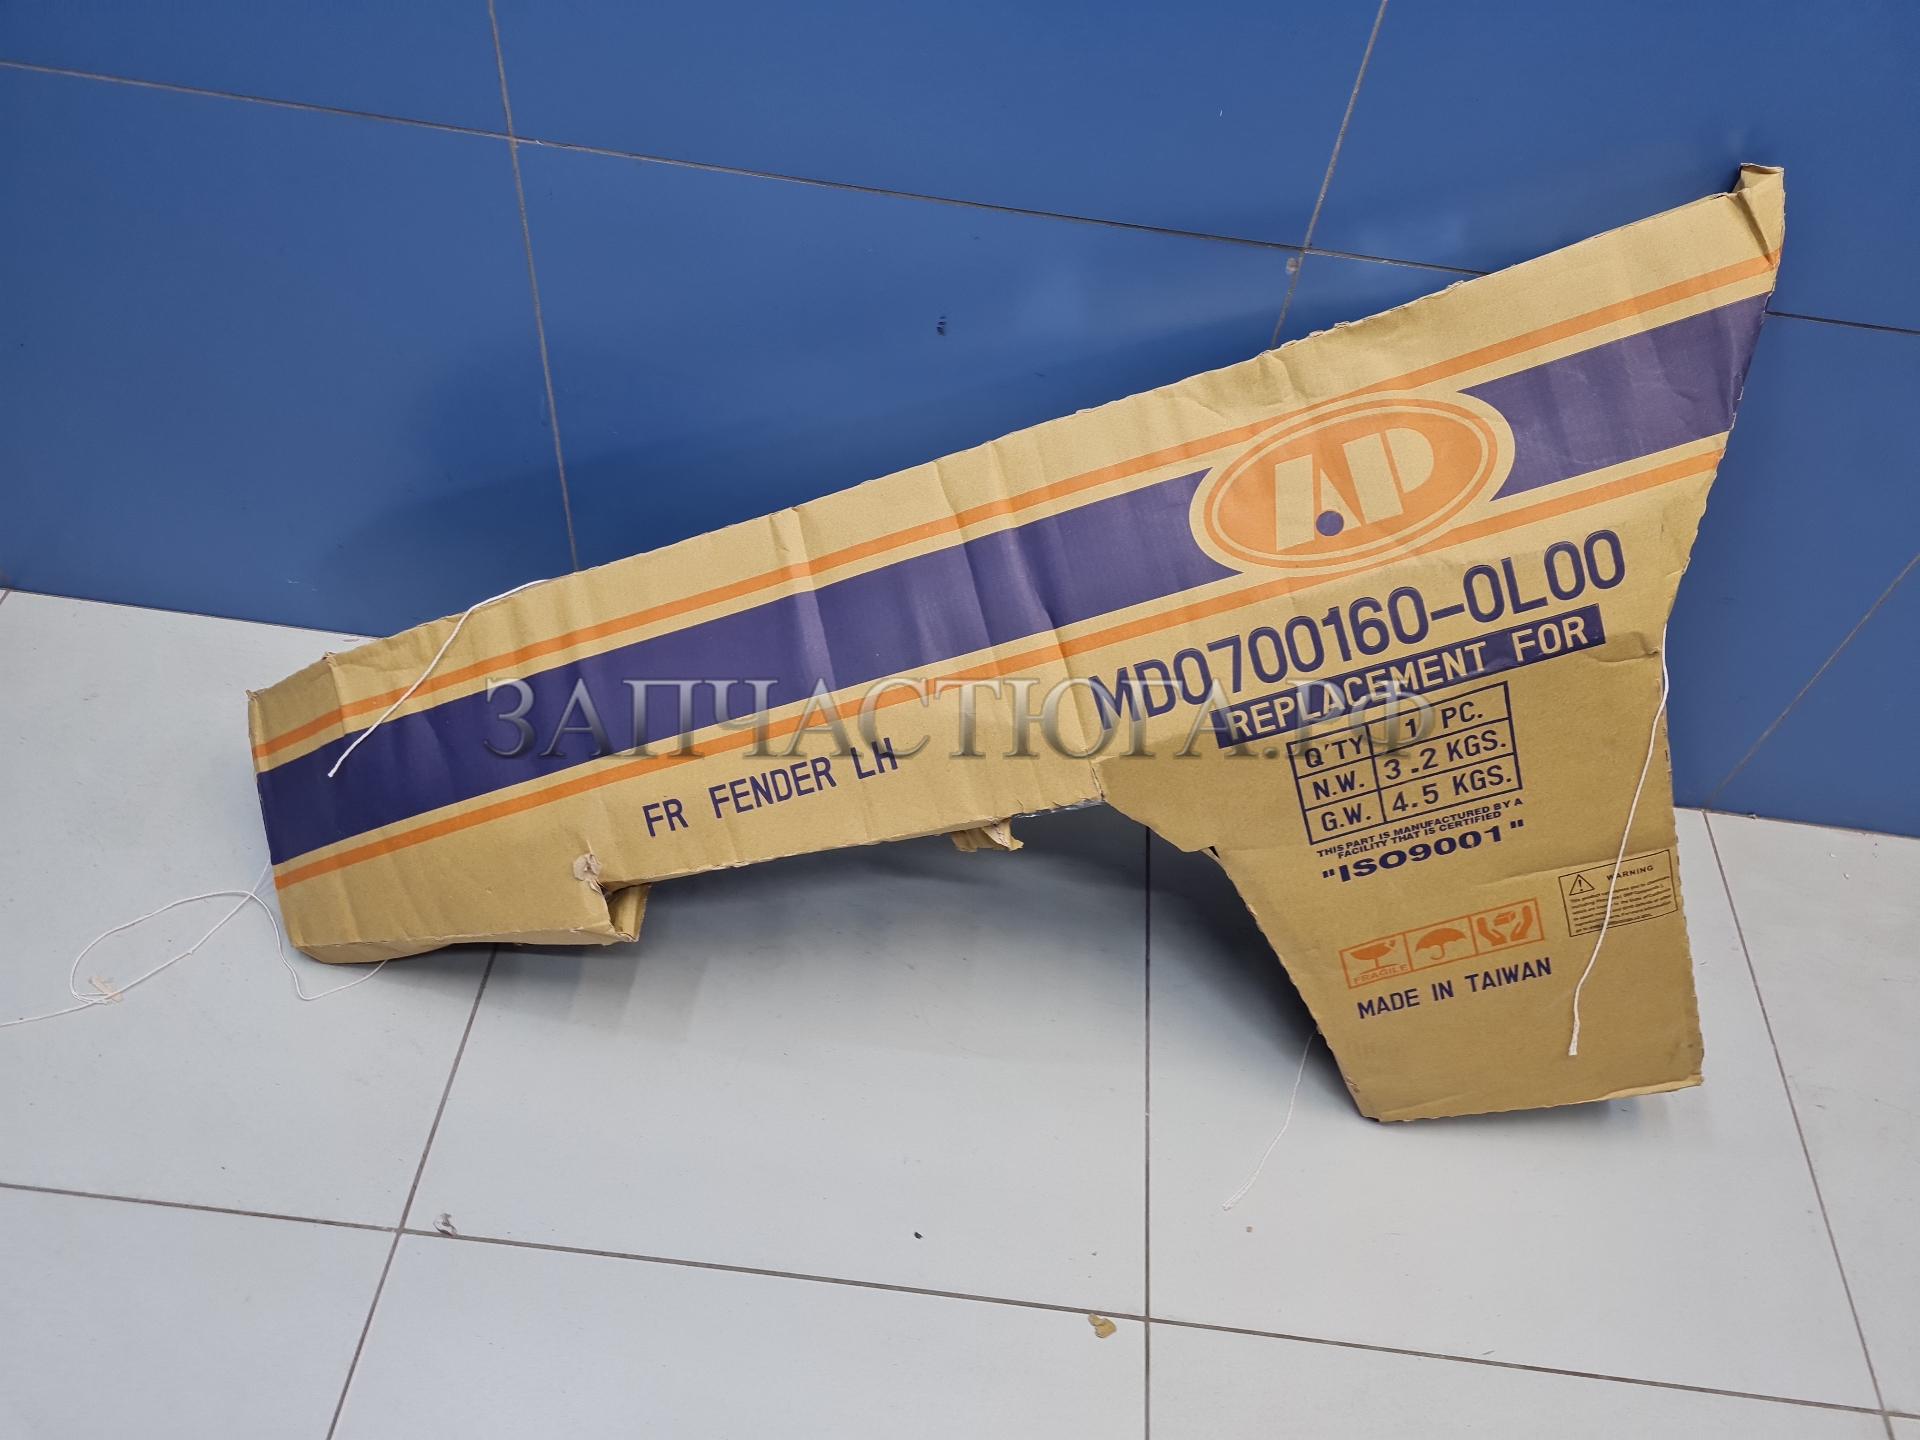 AP
MD0700160-0L00
REPLACEMENT FOR
Q'TY 1 PC.
N.W. 3.2 KGS.
G.W. 4.5 KGS.
THIS PART IS MANUFACTURED BY A
FACILITY THAT IS CERTIFIED
"ISO9001"
FR FENDER LH
ЗАПЧАСТЮГА.РФ
WARNING
FRAGILE
MADE IN TAIWAN